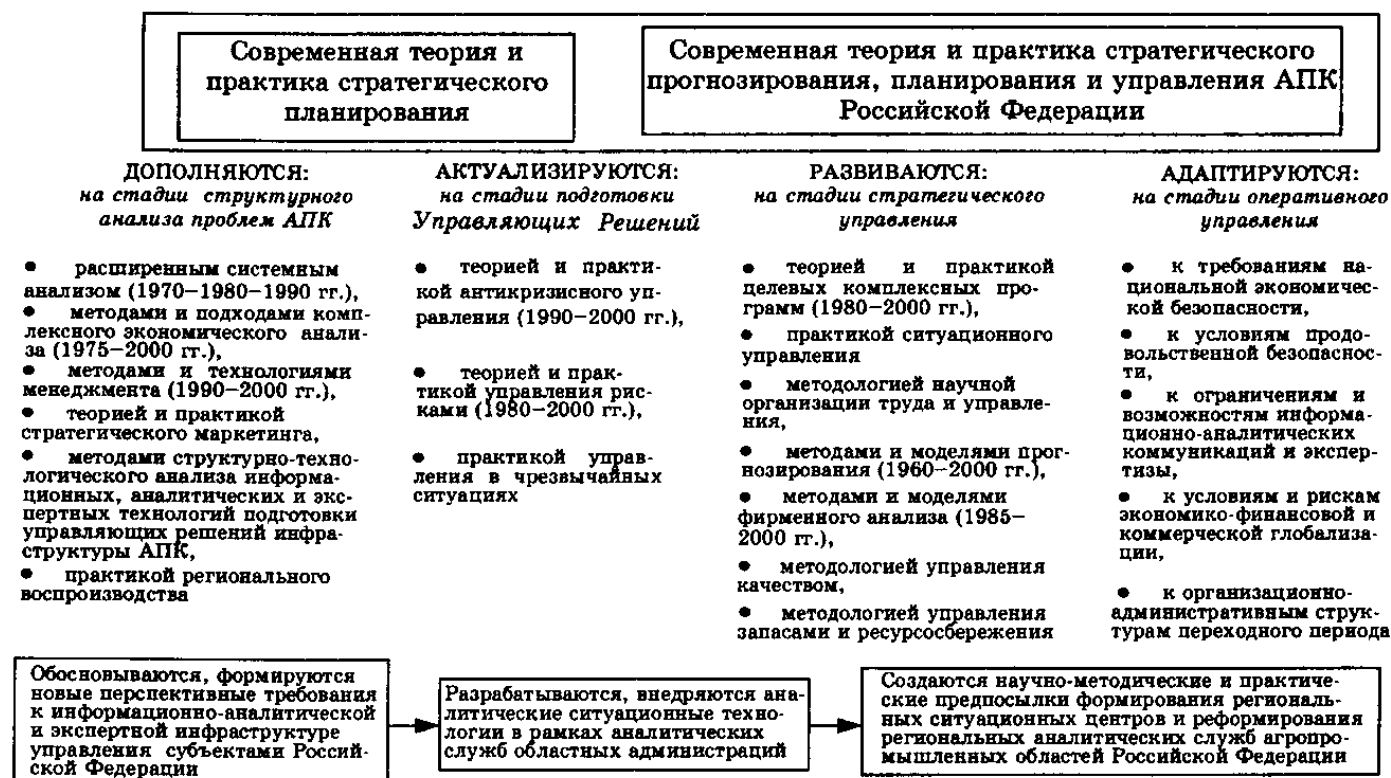 Современная теория и
практика стратегического
планирования
Современная теория и практика стратегического
прогнозирования, планирования и управления АПК
Российской Федерации
ДОПОЛНЯЮТСЯ:
на стадии структурного
анализа проблем АПК
• расширенным системным
анализом (1970–1980–1990 гг.),
• методами и подходами комп-
лексного экономического анали-
за (1975–2000 гг.),
• методами и технологиями
менеджмента (1990–2000 гг.),
• теорией и практикой
стратегического маркетинга,
• методами структурно-техно-
логического анализа информа-
ционных, аналитических и экс-
пертных технологий подготовки
управляющих решений инфра-
структуры АПК,
• практикой регионального
воспроизводства
АКТУАЛИЗИРУЮТСЯ:
на стадии подготовки
Управляющих Решений
• теорией и практи-
кой антикризисного уп-
равления (1990–2000 гг.),
• теорией и прак-
тикой управления рис-
ками (1980–2000 гг.),
• практикой управ-
ления в чрезвычайных
ситуациях
РАЗВИВАЮТСЯ:
на стадии стратегического
управления
• теорией и практикой
целевых комплексных про-
грамм (1980–2000 гг.),
• практикой ситуационного
управления
• методологией научной
организации труда и управле-
ния,
• методами и моделями прог-
нозирования (1960–2000 гг.),
• методами и моделями
фирменного анализа (1985–
2000 гг.),
• методологией управления
качеством,
• методологией управления
запасами и ресурсосбережения
АДАПТИРУЮТСЯ:
на стадии оперативного
управления
• к требованиям на-
циональной экономичес-
кой безопасности,
• к условиям продо-
вольственной безопаснос-
ти,
• к ограничениям и
возможностям информа-
ционно-аналитических
коммуникаций и экспер-
тизы,
• к условиям и рискам
экономико-финансовой и
коммерческой глобализа-
ции,
• к организационно-
административным струк-
турам переходного периода
Обосновываются, формируются
новые перспективные требования
к информационно-аналитической
и экспертной инфраструктуре
управления субъектами Россий-
ской Федерации
Разрабатываются, внедряются ана-
литические ситуационные техно-
логии в рамках аналитических
служб областных администраций
Создаются научно-методические и практиче-
ские предпосылки формирования региональ-
ных ситуационных центров и реформирования
региональных аналитических служб агропро-
мышленных областей Российской Федерации